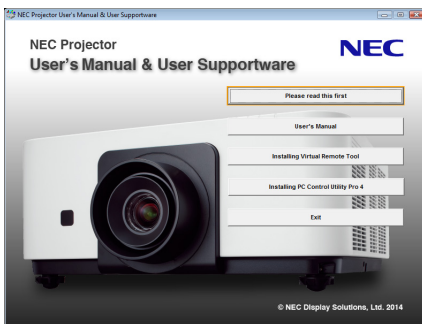 NEC Projector User's Manual & User Supportware
NEC Projector
User's Manual & User Supportware
NEC
Please read this first
User's Manual
Installing Virtual Remote Tool
Installing PC Control Utility Pro 4
Exit
© NEC Display Solutions, Ltd. 2014